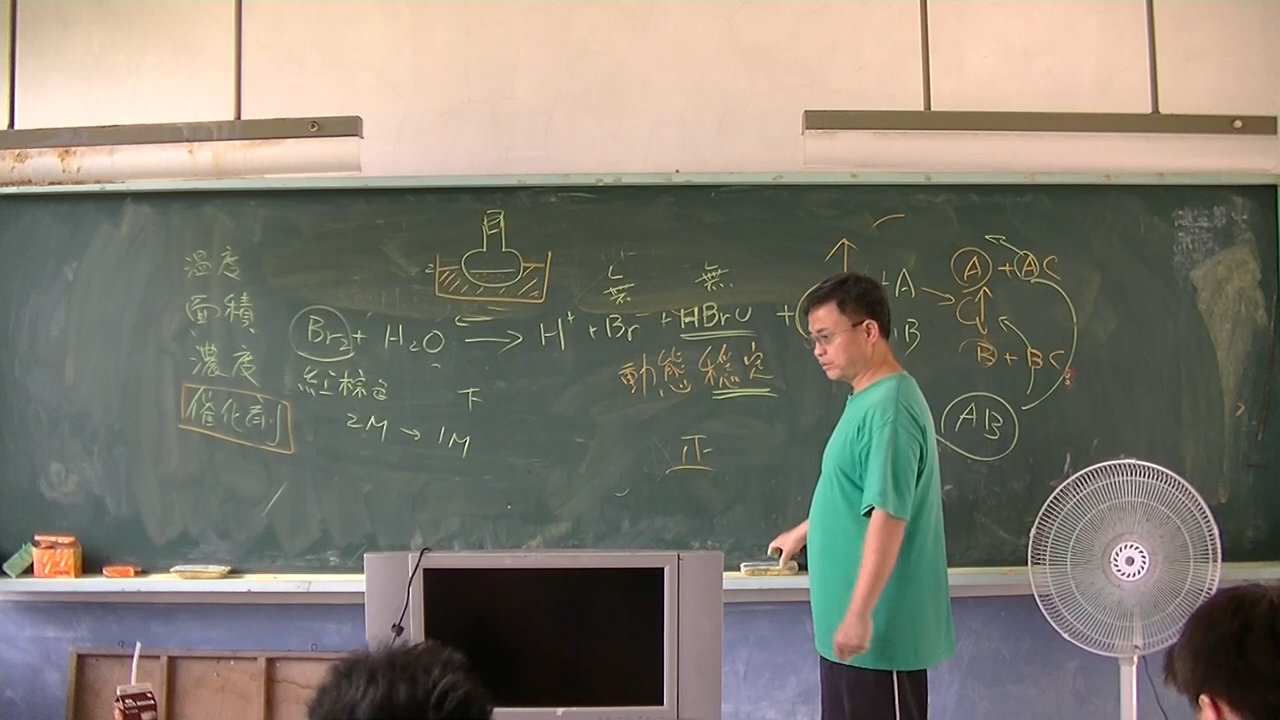 溫度
面積
濃度
催化劑
Br2 + H2O → H+ + Br- + HBrO +
無 無
紅棕色
2M → 1M
下
動態穩定
正
+A → A + AC
C
B B + BC
AB